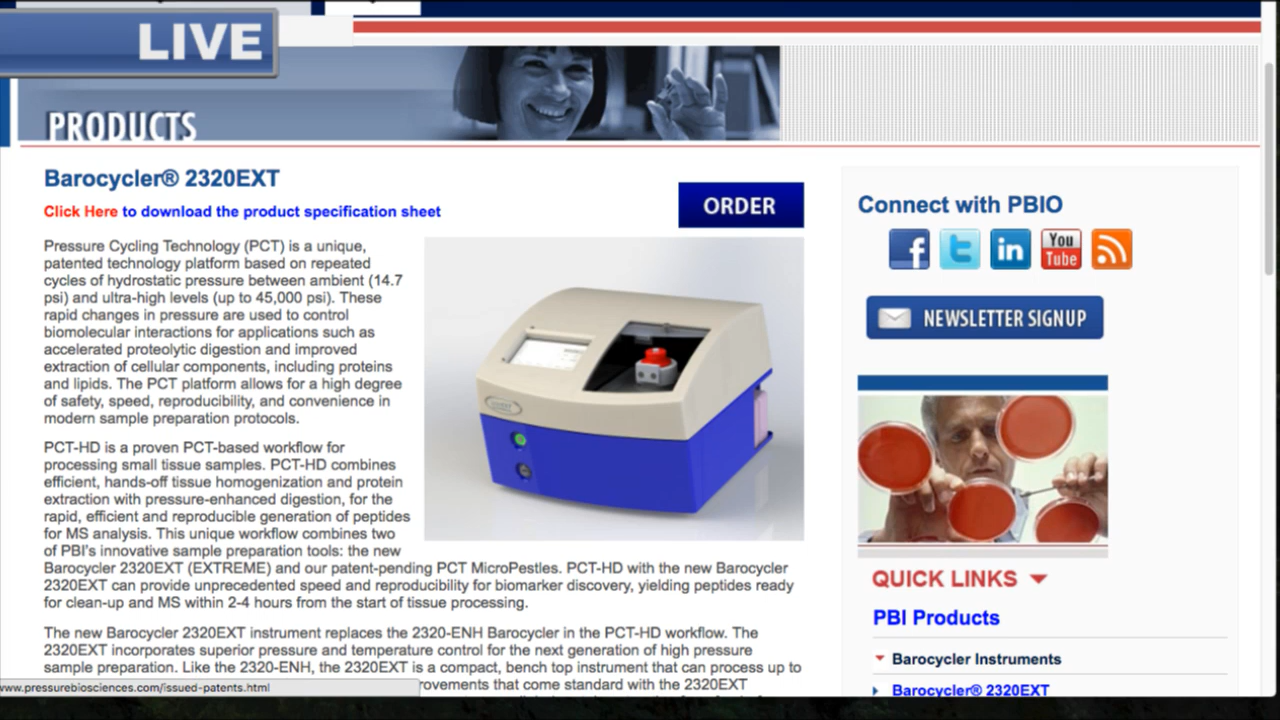 LIVE
PRODUCTS
Barocycler® 2320EXT
Click Here to download the product specification sheet
ORDER
Pressure Cycling Technology (PCT) is a unique,
patented technology platform based on repeated
cycles of hydrostatic pressure between ambient (14.7
psi) and ultra-high levels (up to 45,000 psi). These
rapid changes in pressure are used to control
biomolecular interactions for applications such as
accelerated proteolytic digestion and improved
extraction of cellular components, including proteins
and lipids. The PCT platform allows for a high degree
of safety, speed, reproducibility, and convenience in
modern sample preparation protocols.
PCT-HD is a proven PCT-based workflow for
processing small tissue samples. PCT-HD combines
efficient, hands-off tissue homogenization and protein
extraction with pressure-enhanced digestion, for the
rapid, efficient and reproducible generation of peptides
for MS analysis. This unique workflow combines two
of PBI's innovative sample preparation tools: the new
Barocycler 2320EXT (EXTREME) and our patent-pending PCT MicroPestles. PCT-HD with the new Barocycler
2320EXT can provide unprecedented speed and reproducibility for biomarker discovery, yielding peptides ready
for clean-up and MS within 2-4 hours from the start of tissue processing.
The new Barocycler 2320EXT instrument replaces the 2320-ENH Barocycler in the PCT-HD workflow. The
2320EXT incorporates superior pressure and temperature control for the next generation of high pressure
sample preparation. Like the 2320-ENH, the 2320EXT is a compact, bench top instrument that can process up to
rovements that come standard with the 2320EXT
www.pressurebiosciences.com/issued-patents.html
Connect with PBIO
f
t
in
You
Tube
NEWSLETTER SIGNUP
QUICK LINKS
PBI Products
Barocycler Instruments
Barocycler® 2320EXT